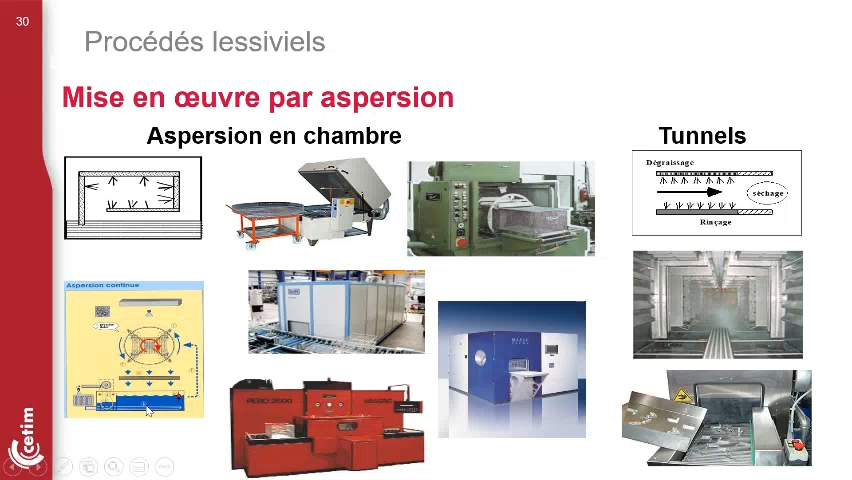 30
Procédés lessiviels
Mise en œuvre par aspersion
Aspersion en chambre
Tunnels
Dégraissage
séchage
Rinçage
Aspersion continue
PERO 2500
cetim